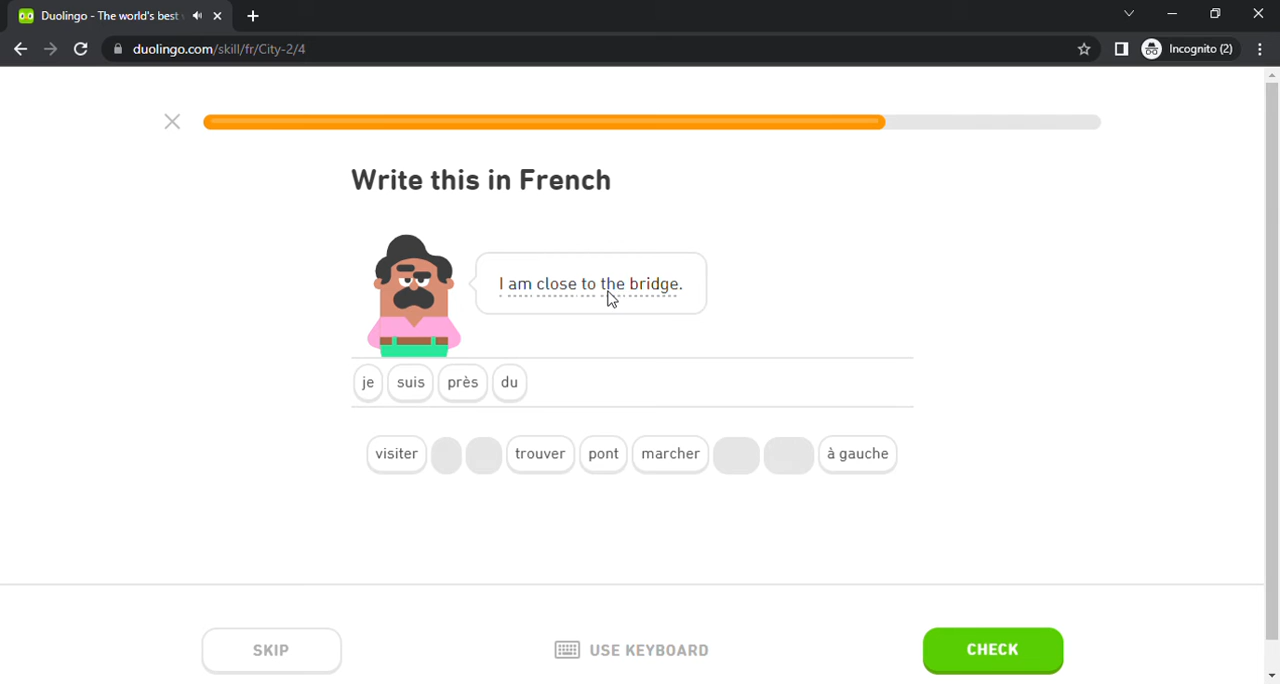 Duolingo - The world's best
duolingo.com/skill/fr/City-2/4
Incognito (2)
Write this in French
I am close to the bridge.
je suis près du
visiter trouver pont marcher à gauche
SKIP
USE KEYBOARD
CHECK